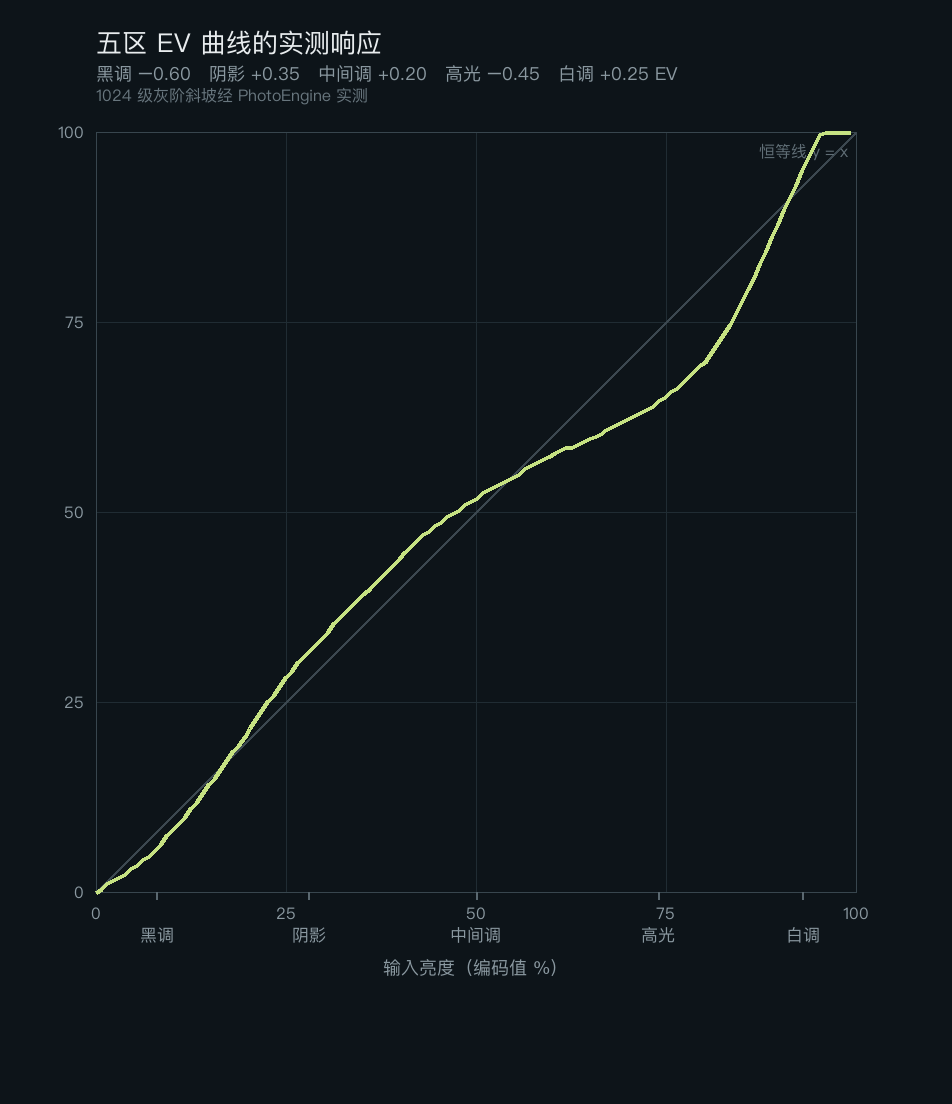 五区 EV 曲线的实测响应
黑调 −0.60 阴影 +0.35 中间调 +0.20 高光 −0.45 白调 +0.25 EV
1024 级灰阶斜坡经 PhotoEngine 实测
100
恒等线 y = x
75
50
25
0
0 25 50 75 100
黑调 阴影 中间调 高光 白调
输入亮度（编码值 %）